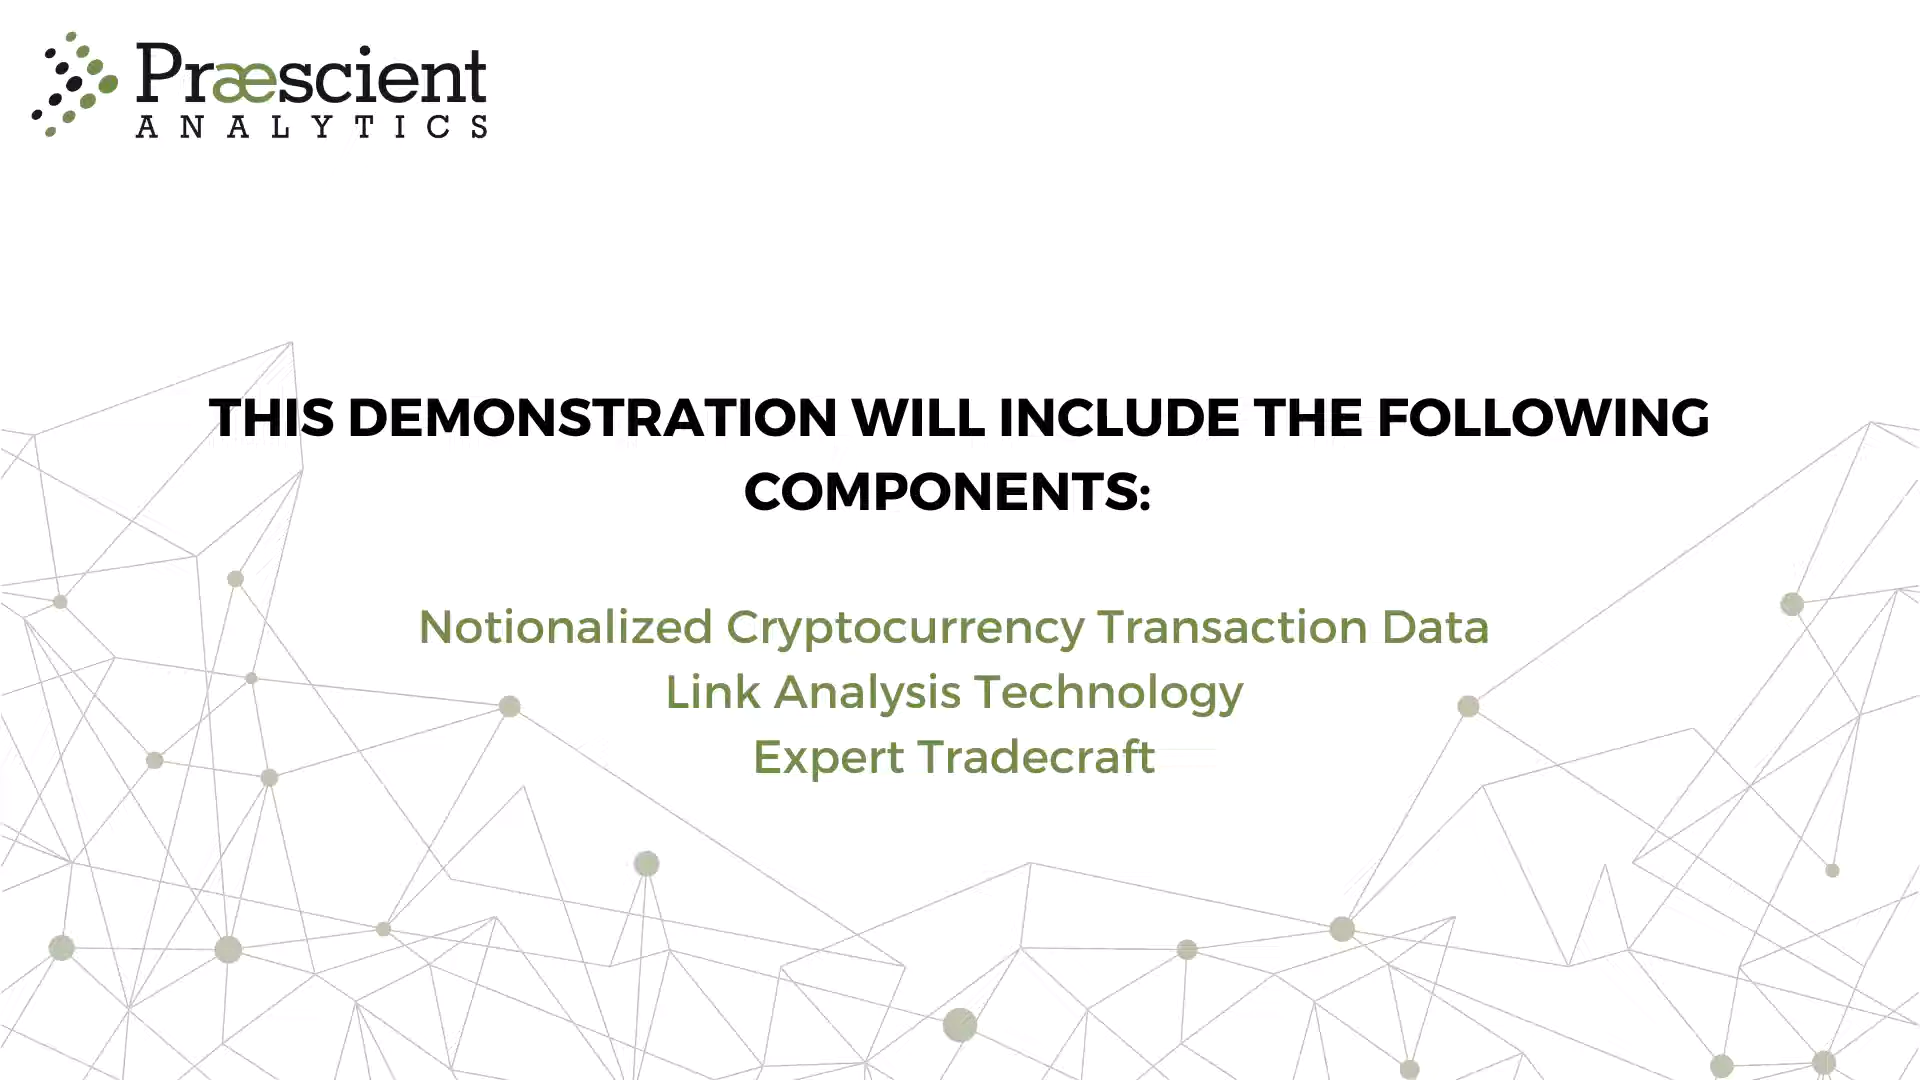 Præscient
ANALYTICS
THIS DEMONSTRATION WILL INCLUDE THE FOLLOWING
COMPONENTS:
Notionalized Cryptocurrency Transaction Data
Link Analysis Technology
Expert Tradecraft